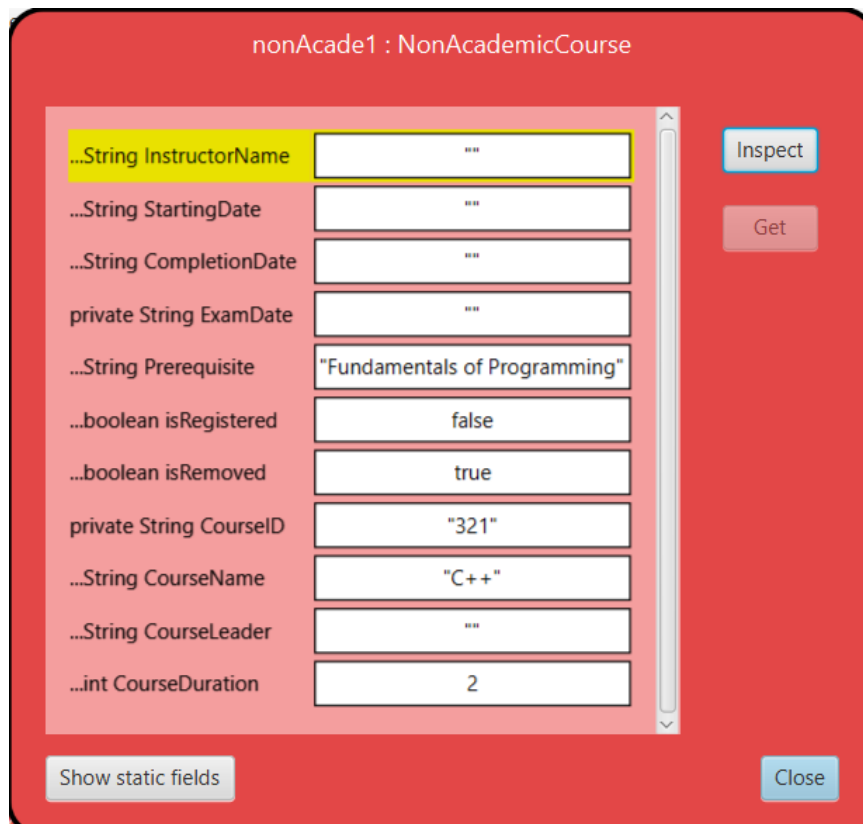 nonAcade1 : NonAcademicCourse
Inspect
Get
...String InstructorName ""
...String StartingDate ""
...String CompletionDate ""
private String ExamDate ""
...String Prerequisite "Fundamentals of Programming"
...boolean isRegistered false
...boolean isRemoved true
private String CourseID "321"
...String CourseName "C++"
...String CourseLeader ""
...int CourseDuration 2
Show static fields
Close